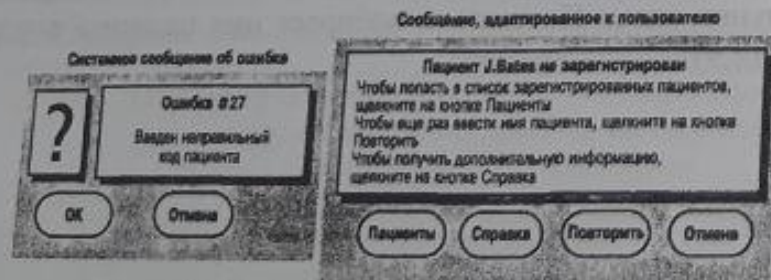 Сообщение, адаптированное к пользователю
Системное сообщение об ошибке
Ошибка #27
?
Введен неправильный
код пациента
ОК
Отмена
Пациент J.Bates не зарегистрирован
Чтобы попасть в список зарегистрированных пациентов,
щелкните на кнопке Пациенты
Чтобы еще раз ввести имя пациента, щелкните на кнопке
Повторить
Чтобы получить дополнительную информацию,
щелкните на кнопке Справка
Пациенты
Справка
Повторить
Отмена